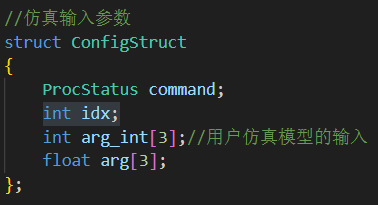 //仿真输入参数
struct ConfigStruct
{
    ProcStatus command;
    int idx;
    int arg_int[3];//用户仿真模型的输入
    float arg[3];
};